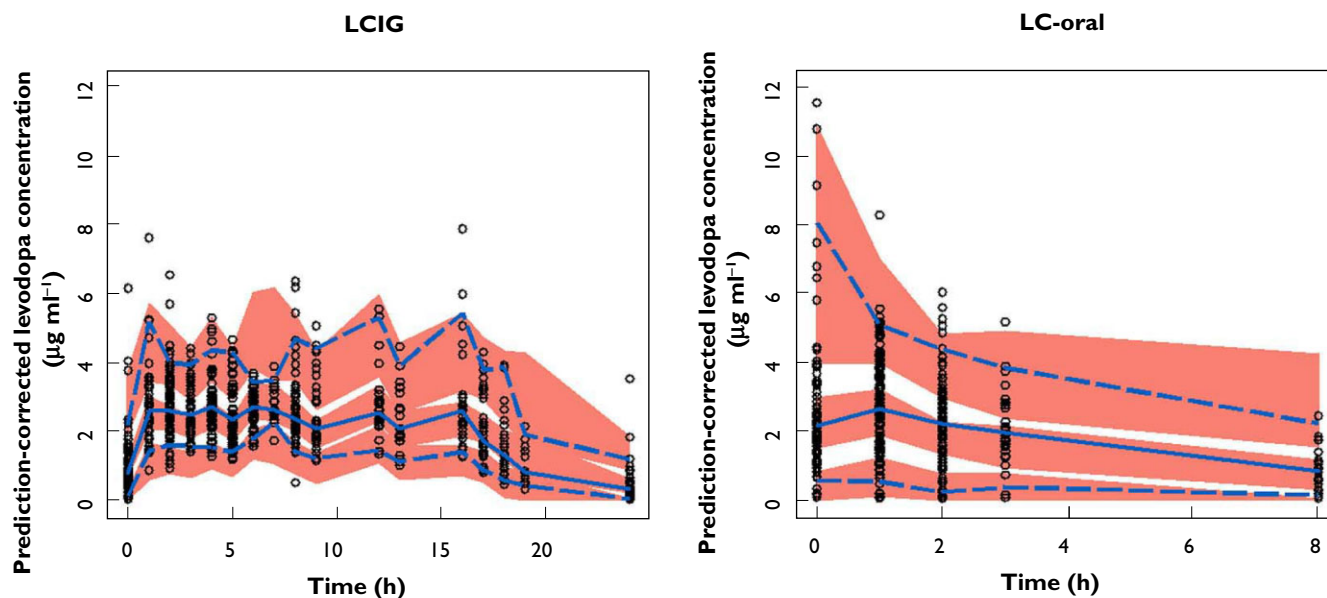 LCIG
Prediction-corrected levodopa concentration
(µg ml⁻¹)
12
10
8
6
4
2
0
0 5 10 15 20
Time (h)
LC-oral
Prediction-corrected levodopa concentration
(µg ml⁻¹)
12
10
8
6
4
2
0
0 2 4 6 8
Time (h)